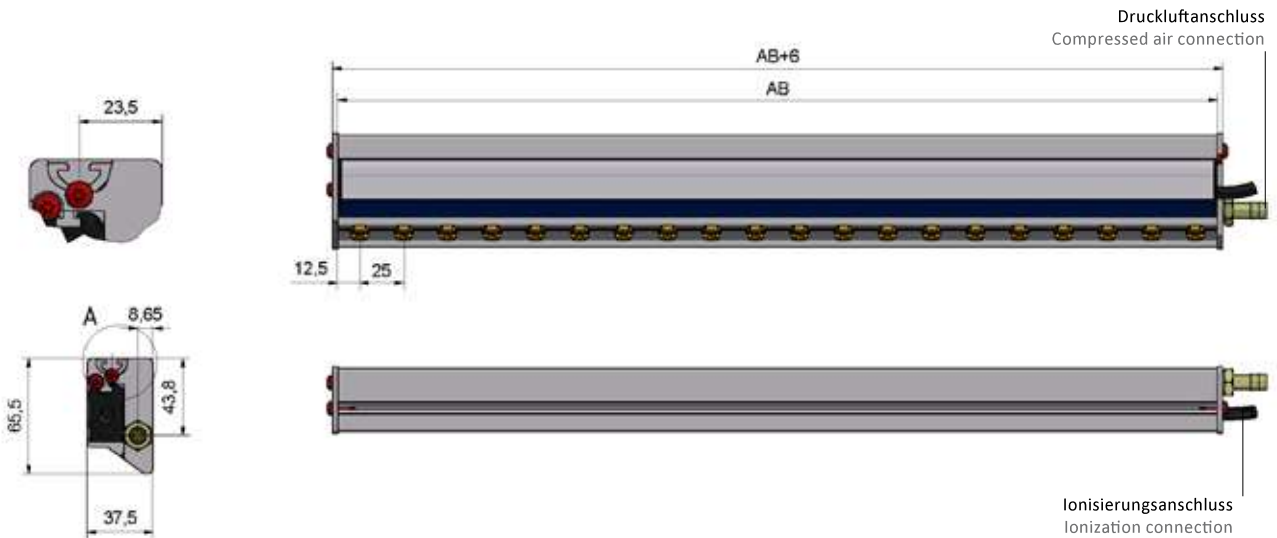 Druckluftanschluss
Compressed air connection
AB+6
AB
23,5
12,5
25
A
8,65
65,5
43,8
37,5
Ionisierungsanschluss
Ionization connection